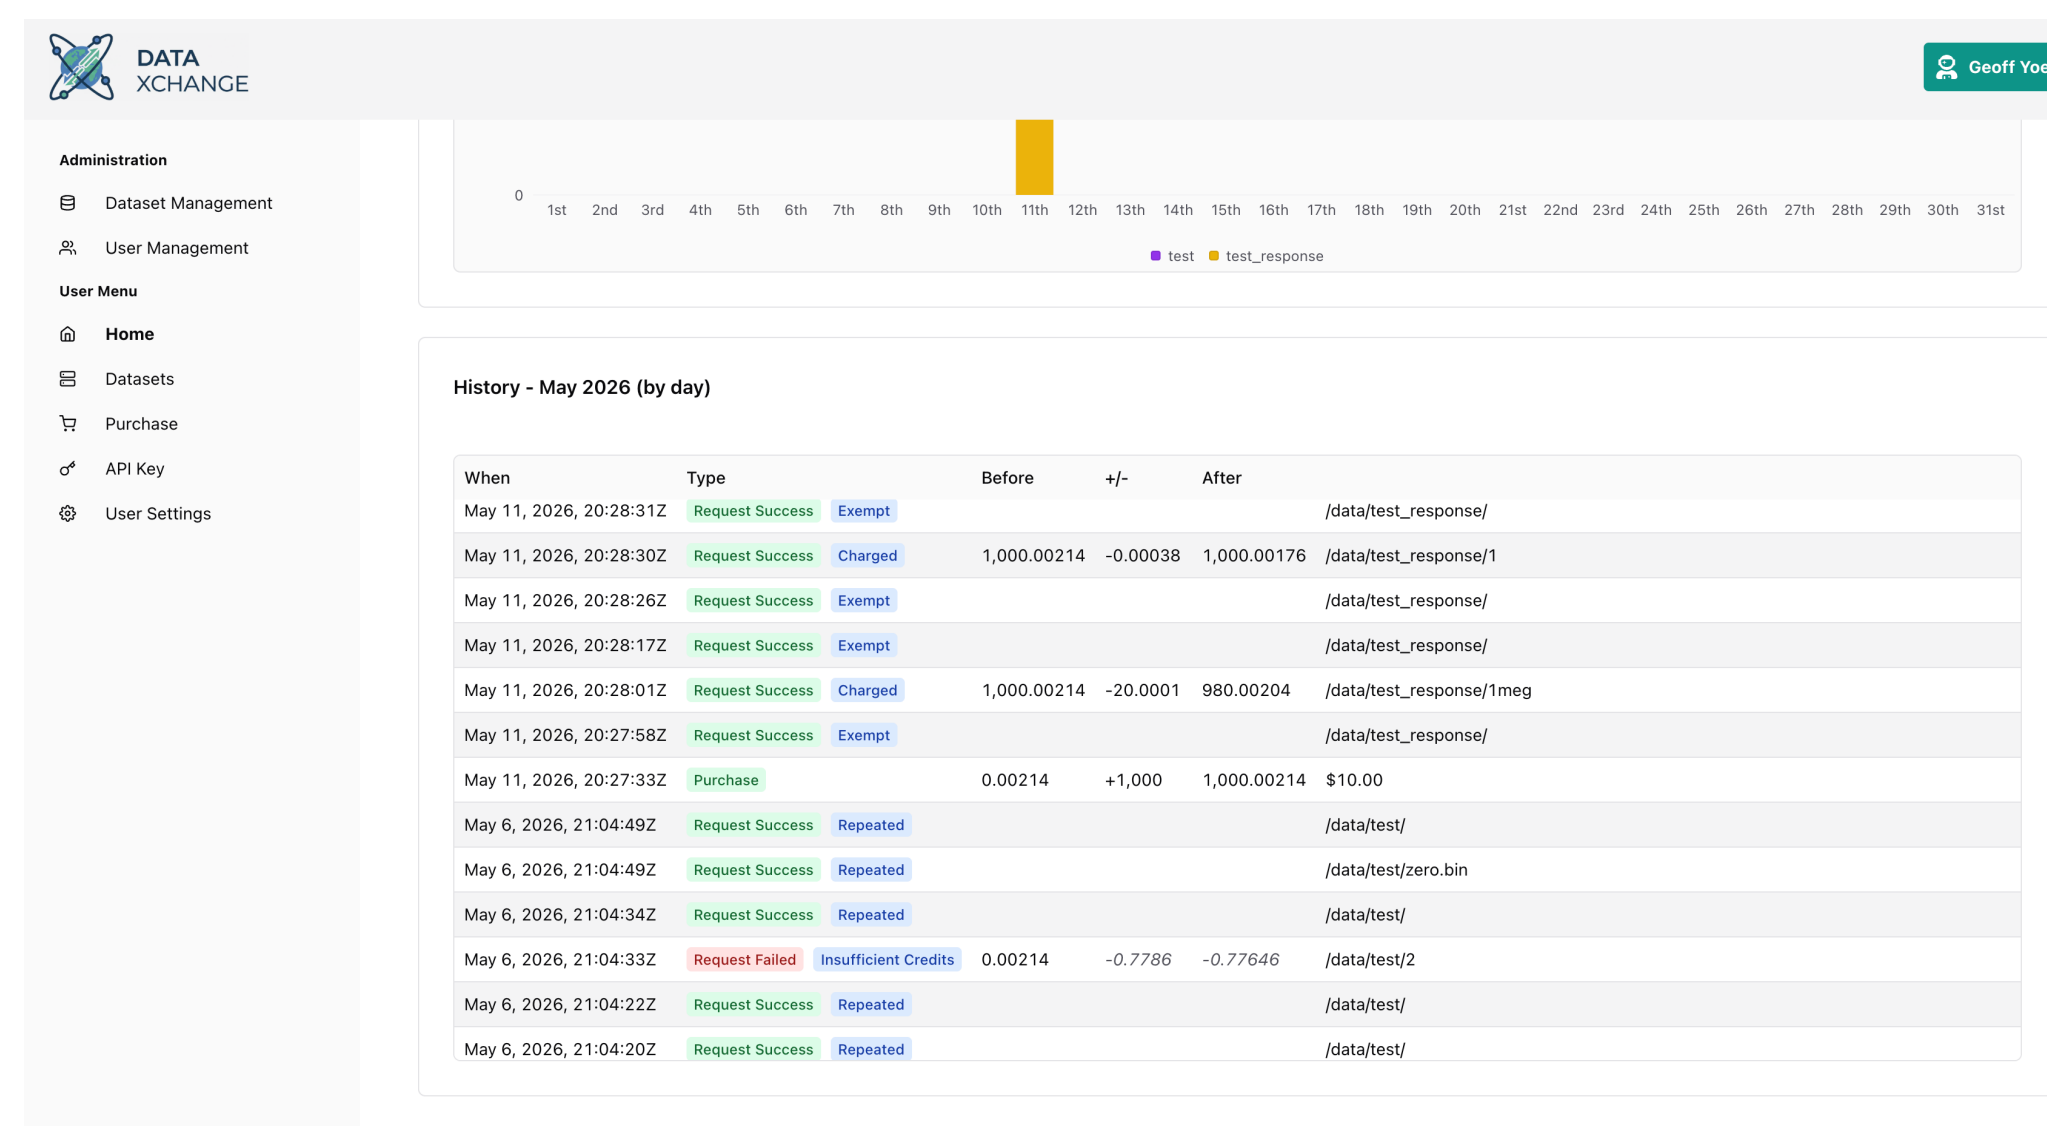 DATA
XCHANGE
Geoff Yoe
Administration
Dataset Management
User Management
User Menu
Home
Datasets
Purchase
API Key
User Settings
0
1st 2nd 3rd 4th 5th 6th 7th 8th 9th 10th 11th 12th 13th 14th 15th 16th 17th 18th 19th 20th 21st 22nd 23rd 24th 25th 26th 27th 28th 29th 30th 31st
test test_response
History - May 2026 (by day)
When Type Before +/- After
May 11, 2026, 20:28:31Z Request Success Exempt /data/test_response/
May 11, 2026, 20:28:30Z Request Success Charged 1,000.00214 -0.00038 1,000.00176 /data/test_response/1
May 11, 2026, 20:28:26Z Request Success Exempt /data/test_response/
May 11, 2026, 20:28:17Z Request Success Exempt /data/test_response/
May 11, 2026, 20:28:01Z Request Success Charged 1,000.00214 -20.0001 980.00204 /data/test_response/1meg
May 11, 2026, 20:27:58Z Request Success Exempt /data/test_response/
May 11, 2026, 20:27:33Z Purchase 0.00214 +1,000 1,000.00214 $10.00
May 6, 2026, 21:04:49Z Request Success Repeated /data/test/
May 6, 2026, 21:04:49Z Request Success Repeated /data/test/zero.bin
May 6, 2026, 21:04:34Z Request Success Repeated /data/test/
May 6, 2026, 21:04:33Z Request Failed Insufficient Credits 0.00214 -0.7786 -0.77646 /data/test/2
May 6, 2026, 21:04:22Z Request Success Repeated /data/test/
May 6, 2026, 21:04:20Z Request Success Repeated /data/test/